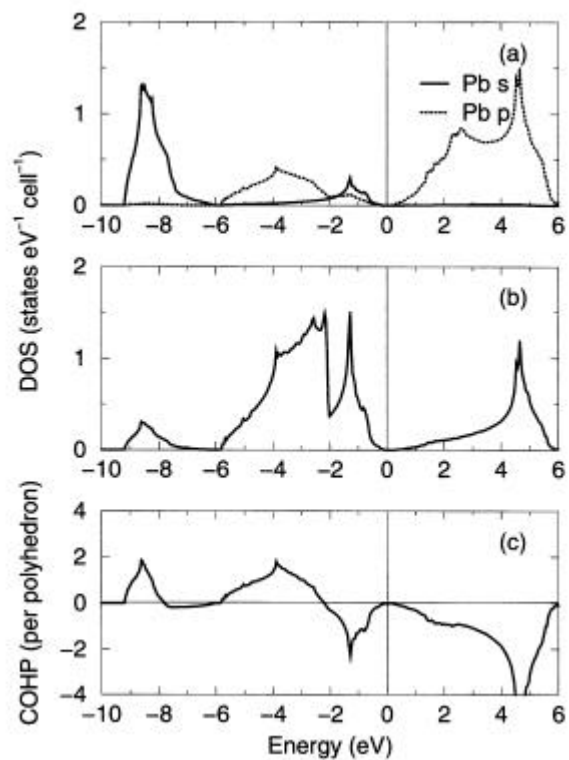 2
(a)
Pb s
Pb p
1
0
−10 −8 −6 −4 −2 0 2 4 6
DOS (states eV⁻¹ cell⁻¹)
2
(b)
1
0
−10 −8 −6 −4 −2 0 2 4 6
COHP (per polyhedron)
4
(c)
2
0
−2
−4
−10 −8 −6 −4 −2 0 2 4 6
Energy (eV)